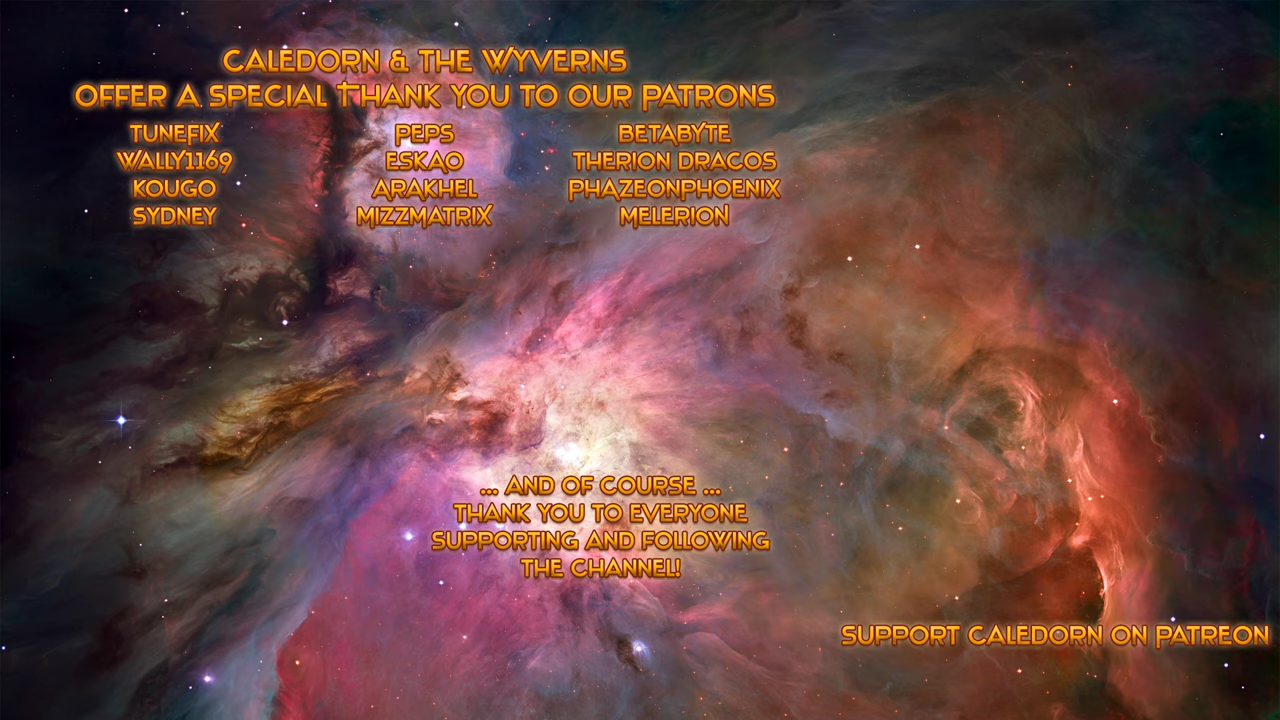 CALEDORN & THE WYVERNS
OFFER A SPECIAL THANK YOU TO OUR PATRONS
TUNEFIX PEPS BETABYTE
WALLY1169 ESKAO THERION DRACOS
KOUGO ARAKHEL PHAZEONPHOENIX
SYDNEY MIZZMATRIX MELERION
... AND OF COURSE ...
THANK YOU TO EVERYONE
SUPPORTING AND FOLLOWING
THE CHANNEL!
SUPPORT CALEDORN ON PATREON